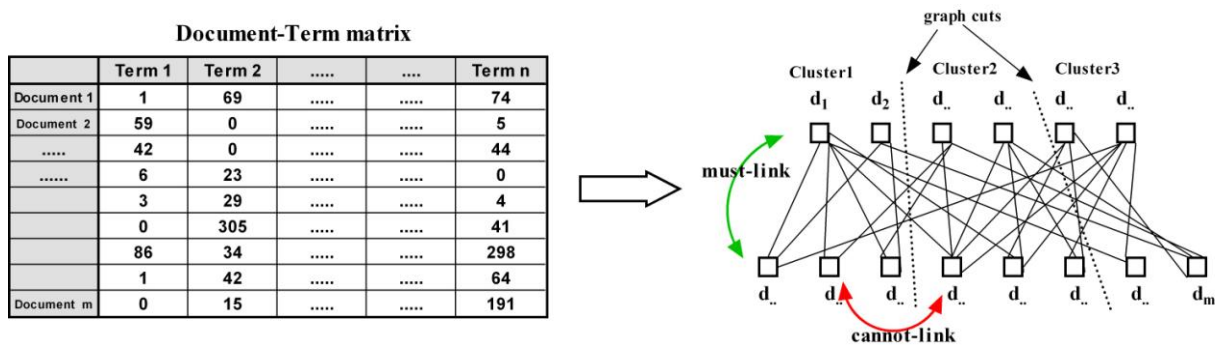 Document-Term matrix
Term 1 Term 2 ..... .... Term n
Document 1 1 69 ..... ..... 74
Document 2 59 0 ..... ..... 5
..... 42 0 ..... ..... 44
...... 6 23 ..... ..... 0
3 29 ..... ..... 4
0 305 ..... ..... 41
86 34 ..... ..... 298
1 42 ..... ..... 64
Document m 0 15 ..... ..... 191
graph cuts
Cluster1 Cluster2 Cluster3
d1 d2 d.. d.. d.. d..
must-link
d.. d.. d.. d.. d.. d.. d.. dm
cannot-link